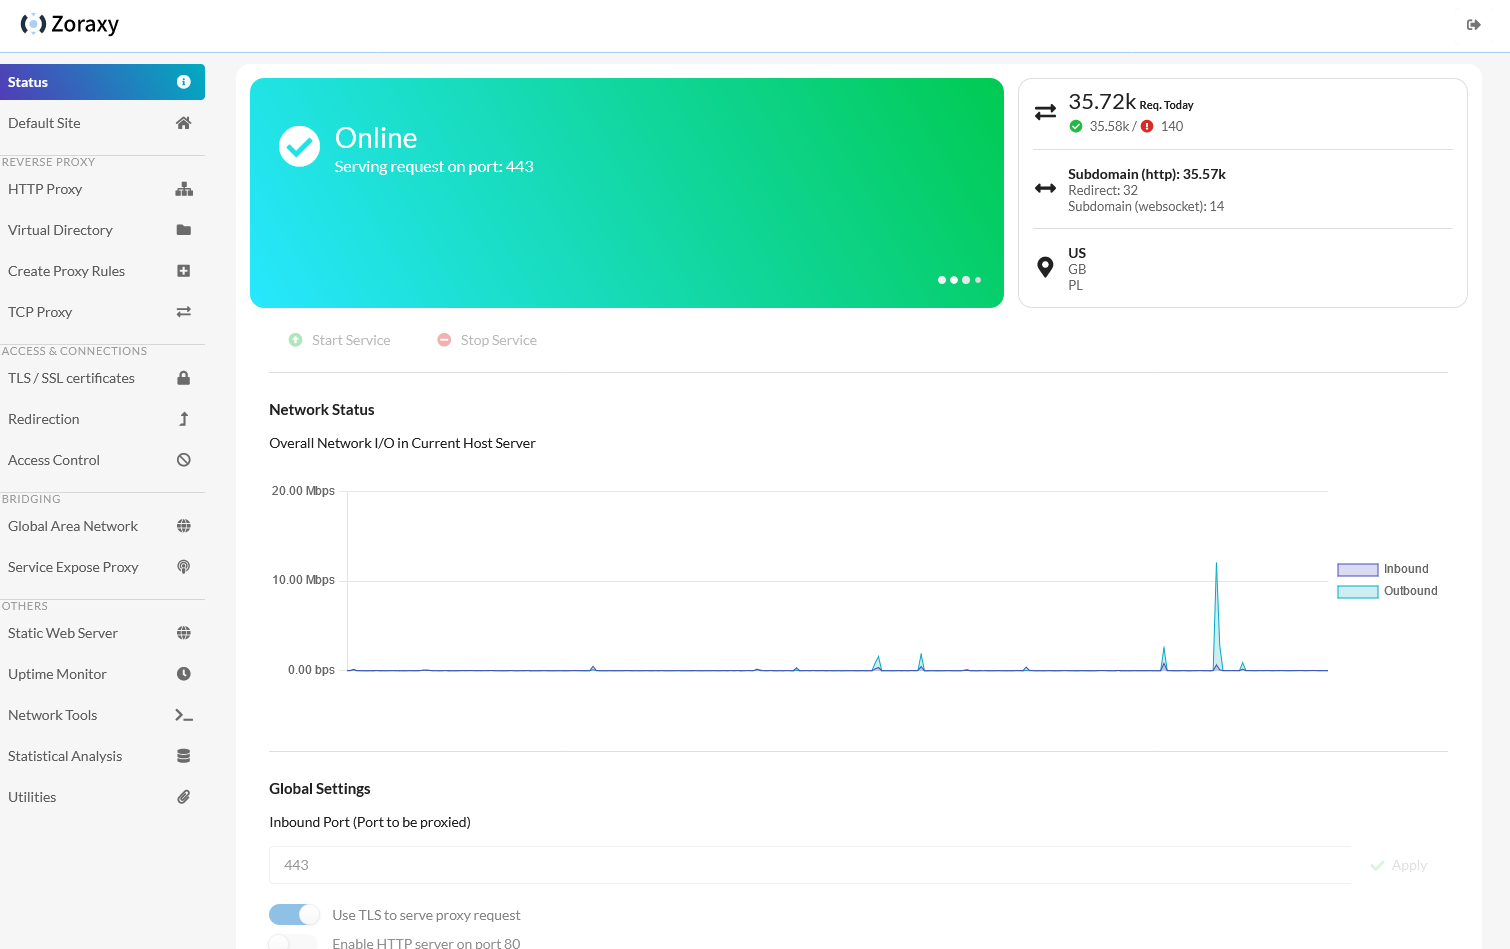 Zoraxy
Status
Default Site
REVERSE PROXY
HTTP Proxy
Virtual Directory
Create Proxy Rules
TCP Proxy
ACCESS & CONNECTIONS
TLS / SSL certificates
Redirection
Access Control
BRIDGING
Global Area Network
Service Expose Proxy
OTHERS
Static Web Server
Uptime Monitor
Network Tools
Statistical Analysis
Utilities
Online
Serving request on port: 443
35.72k Req. Today
35.58k / 140
Subdomain (http): 35.57k
Redirect: 32
Subdomain (websocket): 14
US
GB
PL
Start Service Stop Service
Network Status
Overall Network I/O in Current Host Server
20.00 Mbps
10.00 Mbps
0.00 bps
Inbound
Outbound
Global Settings
Inbound Port (Port to be proxied)
443 Apply
Use TLS to serve proxy request
Enable HTTP server on port 80